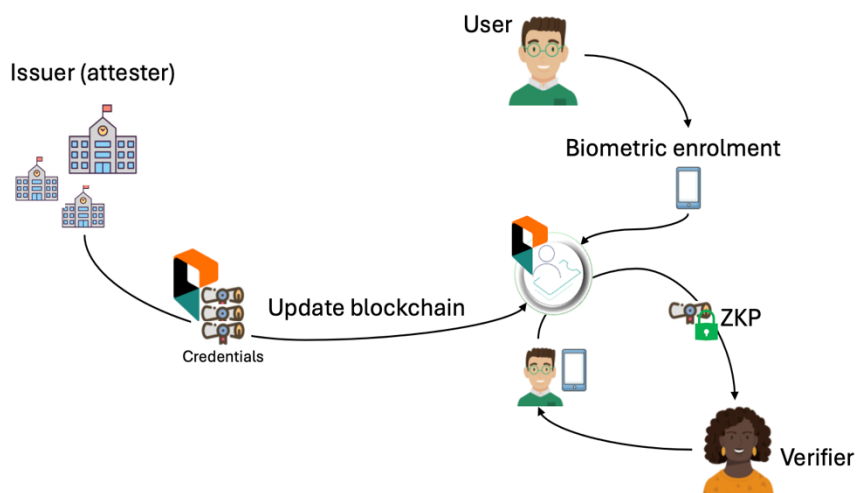 User
Issuer (attester)
Biometric enrolment
Update blockchain
ZKP
Credentials
Verifier